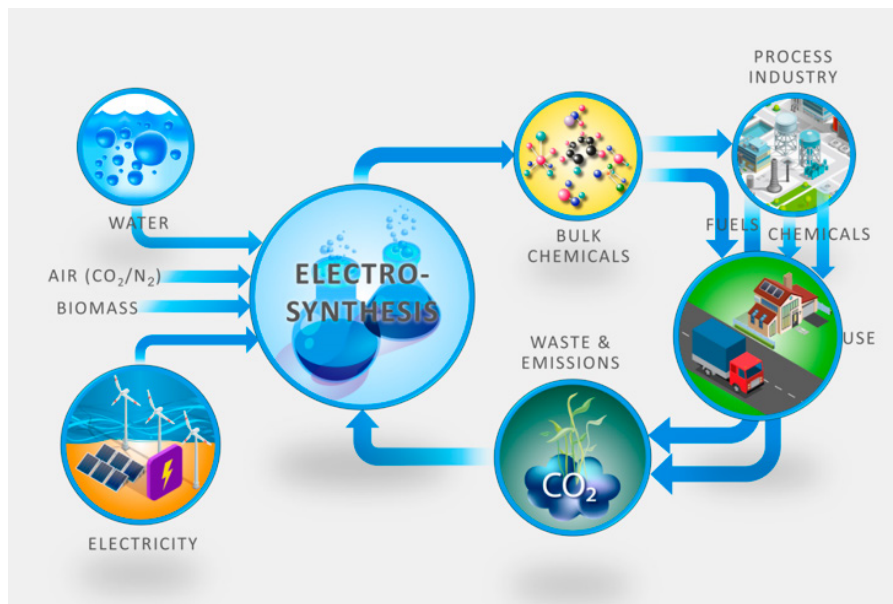 PROCESS
INDUSTRY
WATER
BULK
CHEMICALS
FUELS
CHEMICALS
AIR (CO₂/N₂)
BIOMASS
ELECTRO-
SYNTHESIS
WASTE &
EMISSIONS
USE
CO₂
ELECTRICITY